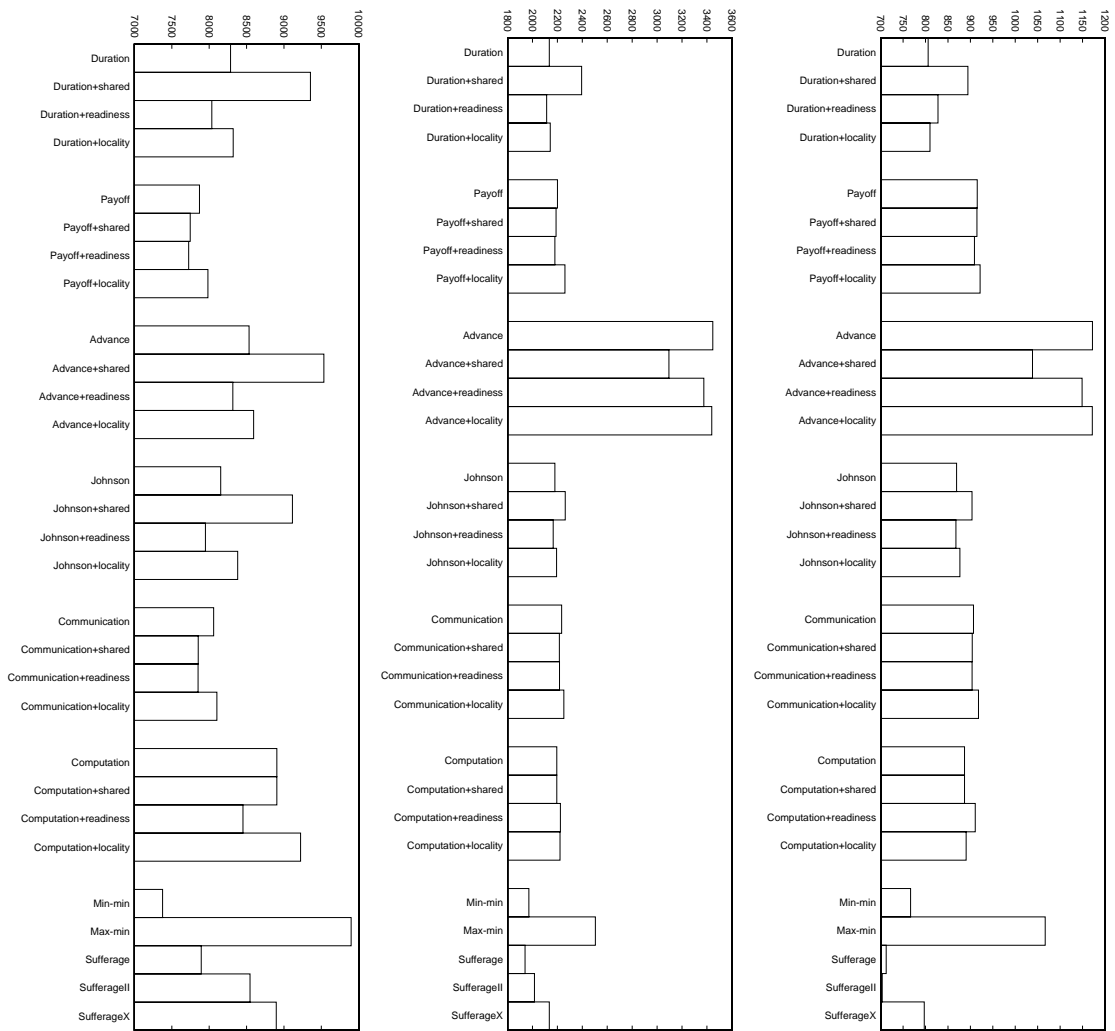 7000 7500 8000 8500 9000 9500 10000
Duration
Duration+shared
Duration+readiness
Duration+locality
Payoff
Payoff+shared
Payoff+readiness
Payoff+locality
Advance
Advance+shared
Advance+readiness
Advance+locality
Johnson
Johnson+shared
Johnson+readiness
Johnson+locality
Communication
Communication+shared
Communication+readiness
Communication+locality
Computation
Computation+shared
Computation+readiness
Computation+locality
Min-min
Max-min
Sufferage
SufferageII
SufferageX
1800 2000 2200 2400 2600 2800 3000 3200 3400 3600
Duration
Duration+shared
Duration+readiness
Duration+locality
Payoff
Payoff+shared
Payoff+readiness
Payoff+locality
Advance
Advance+shared
Advance+readiness
Advance+locality
Johnson
Johnson+shared
Johnson+readiness
Johnson+locality
Communication
Communication+shared
Communication+readiness
Communication+locality
Computation
Computation+shared
Computation+readiness
Computation+locality
Min-min
Max-min
Sufferage
SufferageII
SufferageX
700 750 800 850 900 950 1000 1050 1100 1150 1200
Duration
Duration+shared
Duration+readiness
Duration+locality
Payoff
Payoff+shared
Payoff+readiness
Payoff+locality
Advance
Advance+shared
Advance+readiness
Advance+locality
Johnson
Johnson+shared
Johnson+readiness
Johnson+locality
Communication
Communication+shared
Communication+readiness
Communication+locality
Computation
Computation+shared
Computation+readiness
Computation+locality
Min-min
Max-min
Sufferage
SufferageII
SufferageX